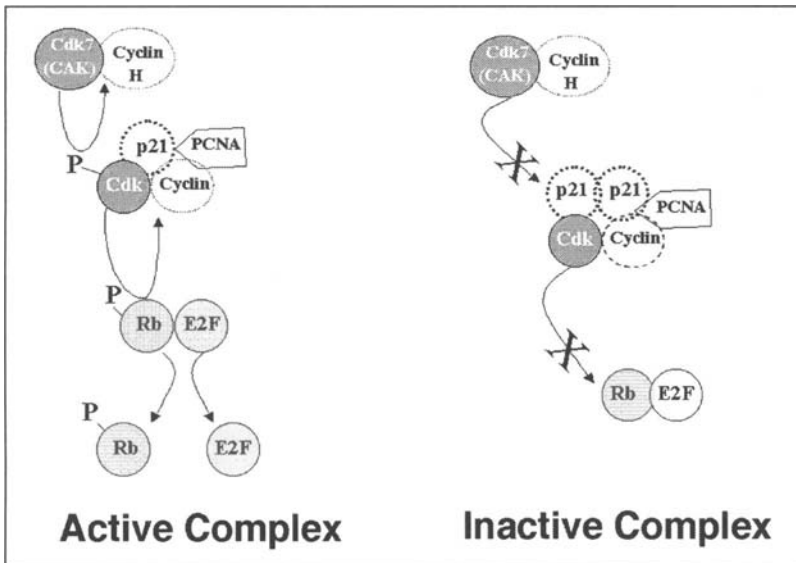 Cdk7
(CAK)
Cyclin
H
P
p21
PCNA
Cdk
Cyclin
P
Rb
E2F
P
Rb
E2F
Active Complex
Cdk7
(CAK)
Cyclin
H
X
p21
p21
PCNA
Cdk
Cyclin
X
Rb
E2F
Inactive Complex